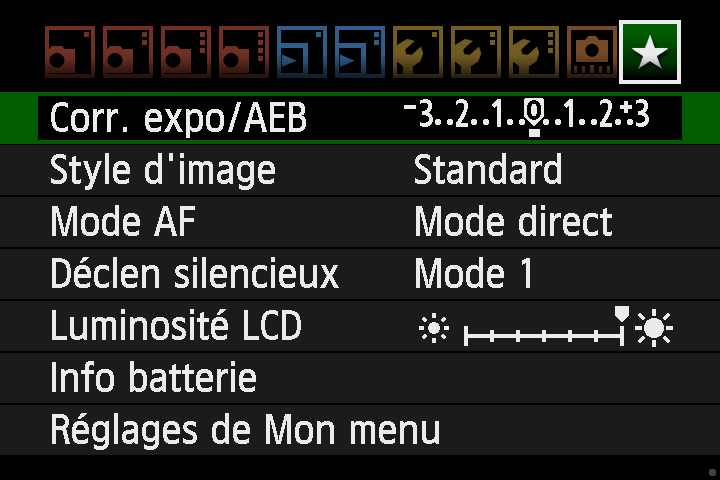 Corr. expo/AEB -3..2..1..0..1..2.+3
Style d'image Standard
Mode AF Mode direct
Déclen silencieux Mode 1
Luminosité LCD
Info batterie
Réglages de Mon menu